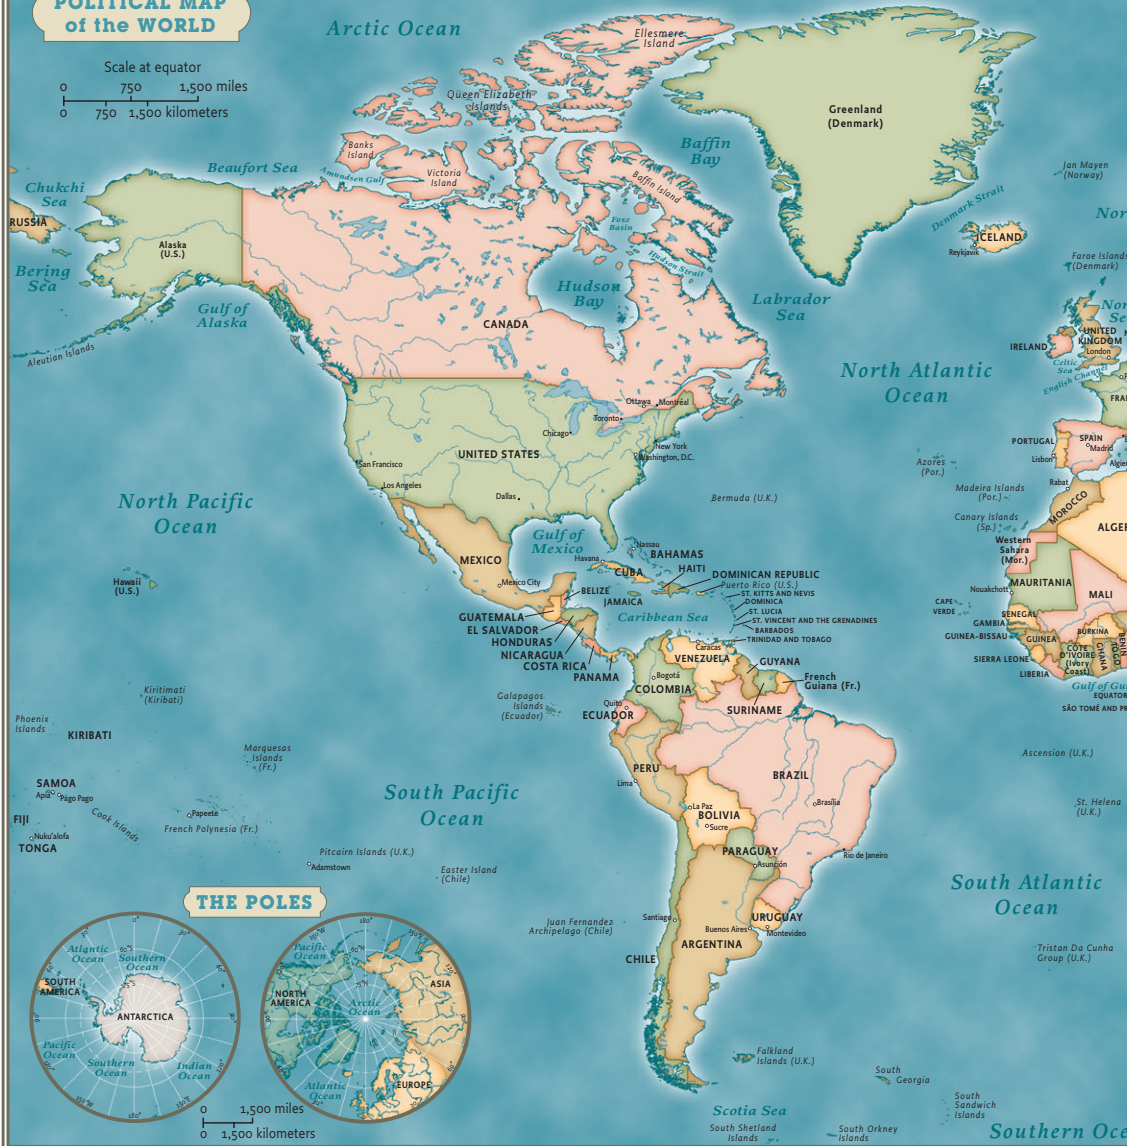 POLITICAL MAP
of the WORLD
Scale at equator
0 750 1,500 miles
0 750 1,500 kilometers
Arctic Ocean
Ellesmere
Island
Queen Elizabeth
Islands
Greenland
(Denmark)
Banks
Island
Victoria
Island
Amundsen Gulf
Baffin Island
Baffin
Bay
Beaufort Sea
Chukchi
Sea
RUSSIA
Bering
Sea
Alaska
(U.S.)
Gulf of
Alaska
Aleutian Islands
Foxe
Basin
Hudson Strait
Hudson
Bay
Labrador
Sea
Denmark Strait
Jan Mayen
(Norway)
ICELAND
Reykjavik
Faroe Islands
(Denmark)
CANADA
Ottawa
Montréal
Toronto
Chicago
UNITED STATES
New York
Washington, D.C.
San Francisco
Los Angeles
Dallas
North Atlantic
Ocean
UNITED
KINGDOM
London
IRELAND
Celtic
Sea
English Channel
PORTUGAL
Lisbon
SPAIN
Madrid
Azores
(Por.)
Madeira Islands
(Por.)
Canary Islands
(Sp.)
Rabat
MOROCCO
Western
Sahara
(Mor.)
MAURITANIA
Nouakchott
MALI
CAPE
VERDE
SENEGAL
GAMBIA
GUINEA-BISSAU
GUINEA
SIERRA LEONE
LIBERIA
CÔTE
D'IVOIRE
(Ivory
Coast)
BURKINA
GHANA
TOGO
BENIN
Bermuda (U.K.)
North Pacific
Ocean
Hawaii
(U.S.)
Gulf of
Mexico
MEXICO
Mexico City
Havana
Nassau
BAHAMAS
CUBA
HAITI
DOMINICAN REPUBLIC
Puerto Rico (U.S.)
ST. KITTS AND NEVIS
DOMINICA
ST. LUCIA
ST. VINCENT AND THE GRENADINES
BARBADOS
TRINIDAD AND TOBAGO
JAMAICA
Caribbean Sea
BELIZE
GUATEMALA
EL SALVADOR
HONDURAS
NICARAGUA
COSTA RICA
PANAMA
Caracas
VENEZUELA
GUYANA
French
Guiana (Fr.)
SURINAME
Bogotá
COLOMBIA
Quito
ECUADOR
Galapagos
Islands
(Ecuador)
Kiritimati
(Kiribati)
Phoenix
Islands
KIRIBATI
Marquesas
Islands
(Fr.)
SAMOA
Apia
Pago Pago
Cook Islands
FIJI
Nuku'alofa
TONGA
Papeete
French Polynesia (Fr.)
Pitcairn Islands (U.K.)
Adamstown
Easter Island
(Chile)
South Pacific
Ocean
PERU
Lima
BRAZIL
Brasília
La Paz
BOLIVIA
Sucre
PARAGUAY
Asunción
Rio de Janeiro
Ascension (U.K.)
St. Helena
(U.K.)
South Atlantic
Ocean
Juan Fernandez
Archipelago (Chile)
Santiago
URUGUAY
Buenos Aires
Montevideo
ARGENTINA
CHILE
Tristan Da Cunha
Group (U.K.)
Falkland
Islands (U.K.)
South
Georgia
South
Sandwich
Islands
Scotia Sea
South Shetland
Islands
South Orkney
Islands
THE POLES
Atlantic
Ocean
Southern
Ocean
SOUTH
AMERICA
ANTARCTICA
Pacific
Ocean
Southern
Ocean
Indian
Ocean
60°S
75°S
180°
Pacific
Ocean
180°
60°N
75°N
NORTH
AMERICA
Arctic
Ocean
ASIA
Atlantic
Ocean
EUROPE
0 1,500 miles
0 1,500 kilometers